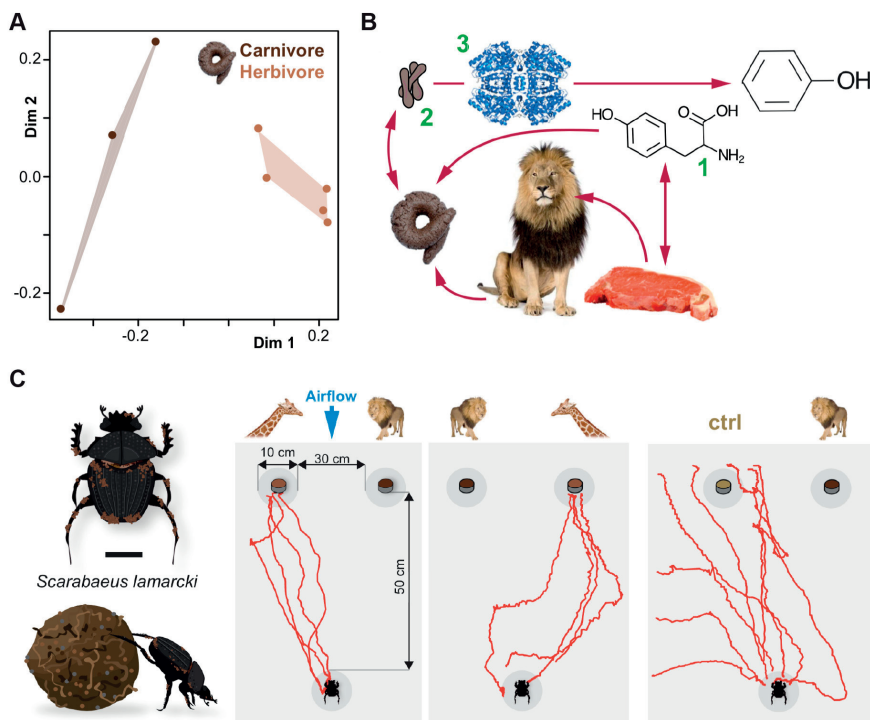 A
0.2
0.0
-0.2
Dim 2
-0.2
Dim 1
0.2
Carnivore
Herbivore
B
3
2
OH
HO
O
OH
NH2
1
C
Scarabaeus lamarcki
Airflow
10 cm
30 cm
50 cm
ctrl